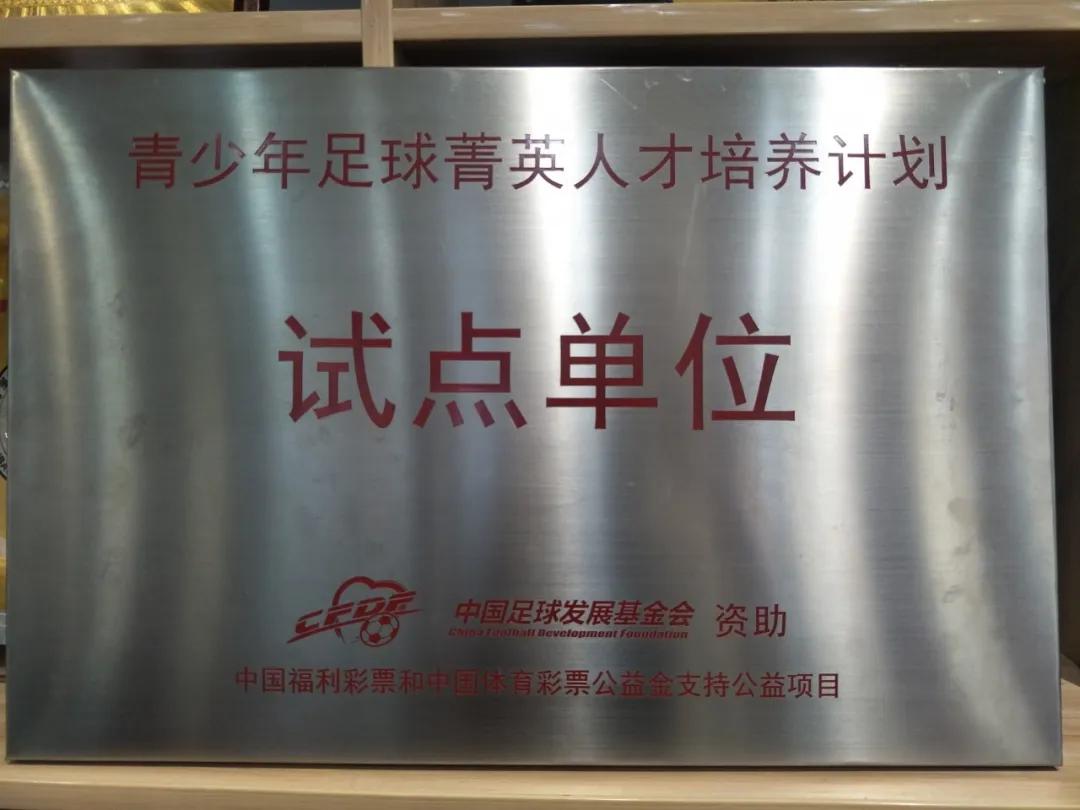 青少年足球菁英人才培养计划
试点单位
CFDF 中国足球发展基金会 资助
China Football Development Foundation
中国福利彩票和中国体育彩票公益金支持公益项目